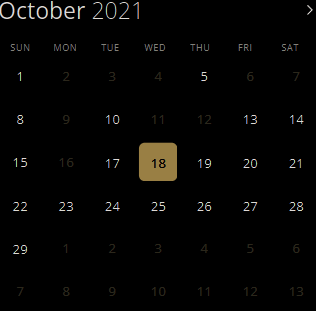 October 2021
SUN MON TUE WED THU FRI SAT
1 2 3 4 5 6 7
8 9 10 11 12 13 14
15 16 17 18 19 20 21
22 23 24 25 26 27 28
29 1 2 3 4 5 6
7 8 9 10 11 12 13